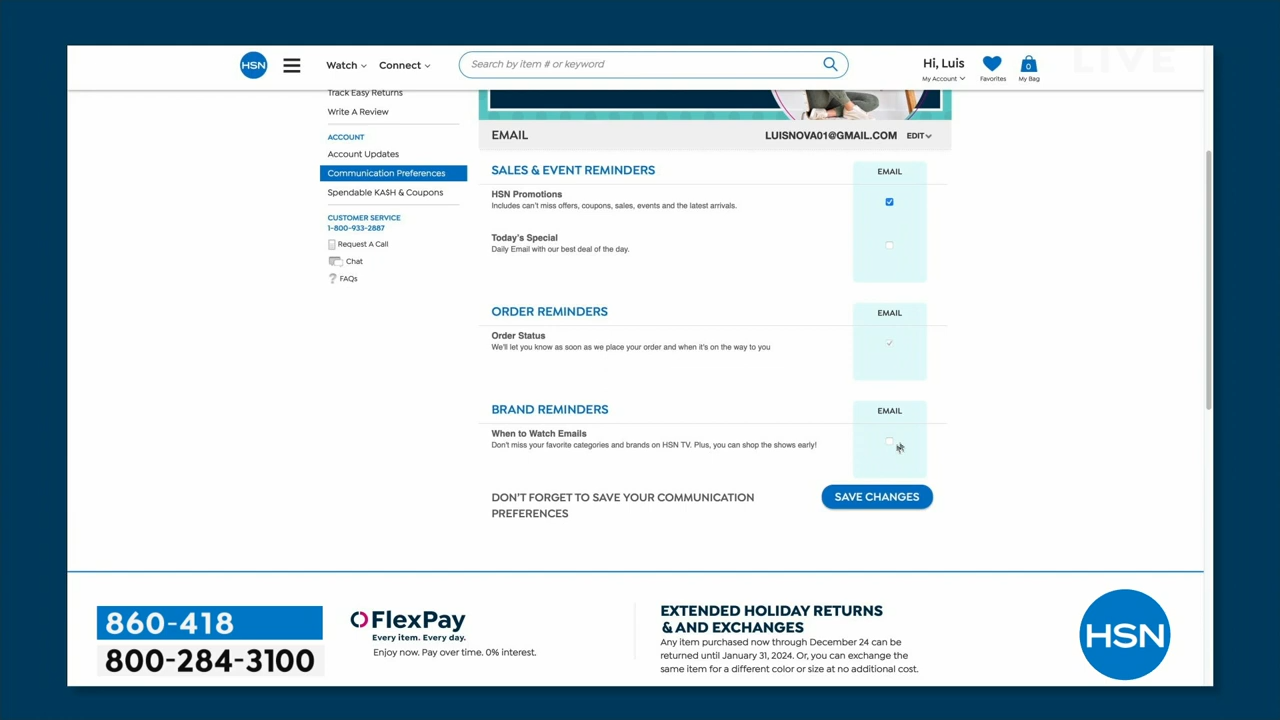 LIVE
HSN
Watch
Connect
Search by item # or keyword
Hi, Luis
My Account
Favorites
0
My Bag
Track Easy Returns
Write A Review
ACCOUNT
Account Updates
Communication Preferences
Spendable KA$H & Coupons
CUSTOMER SERVICE
1-800-933-2887
Request A Call
Chat
FAQs
EMAIL
LUISNOVA01@GMAIL.COM
EDIT
SALES & EVENT REMINDERS
EMAIL
HSN Promotions
Includes can't miss offers, coupons, sales, events and the latest arrivals.
Today's Special
Daily Email with our best deal of the day.
ORDER REMINDERS
EMAIL
Order Status
We'll let you know as soon as we place your order and when it's on the way to you
BRAND REMINDERS
EMAIL
When to Watch Emails
Don't miss your favorite categories and brands on HSN TV. Plus, you can shop the shows early!
DON'T FORGET TO SAVE YOUR COMMUNICATION
PREFERENCES
SAVE CHANGES
860-418
800-284-3100
FlexPay
Every item. Every day.
Enjoy now. Pay over time. 0% interest.
EXTENDED HOLIDAY RETURNS
& AND EXCHANGES
Any item purchased now through December 24 can be
returned until January 31, 2024. Or, you can exchange the
same item for a different color or size at no additional cost.
HSN